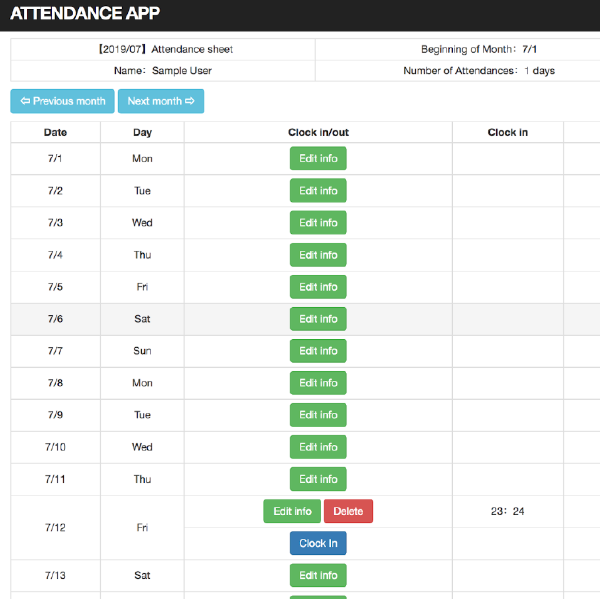 ATTENDANCE APP
【2019/07】Attendance sheet Beginning of Month：7/1
Name：Sample User Number of Attendances：1 days
⇦ Previous month Next month ⇨
Date Day Clock in/out Clock in
7/1 Mon Edit info
7/2 Tue Edit info
7/3 Wed Edit info
7/4 Thu Edit info
7/5 Fri Edit info
7/6 Sat Edit info
7/7 Sun Edit info
7/8 Mon Edit info
7/9 Tue Edit info
7/10 Wed Edit info
7/11 Thu Edit info
7/12 Fri Edit info Delete 23：24
Clock In
7/13 Sat Edit info